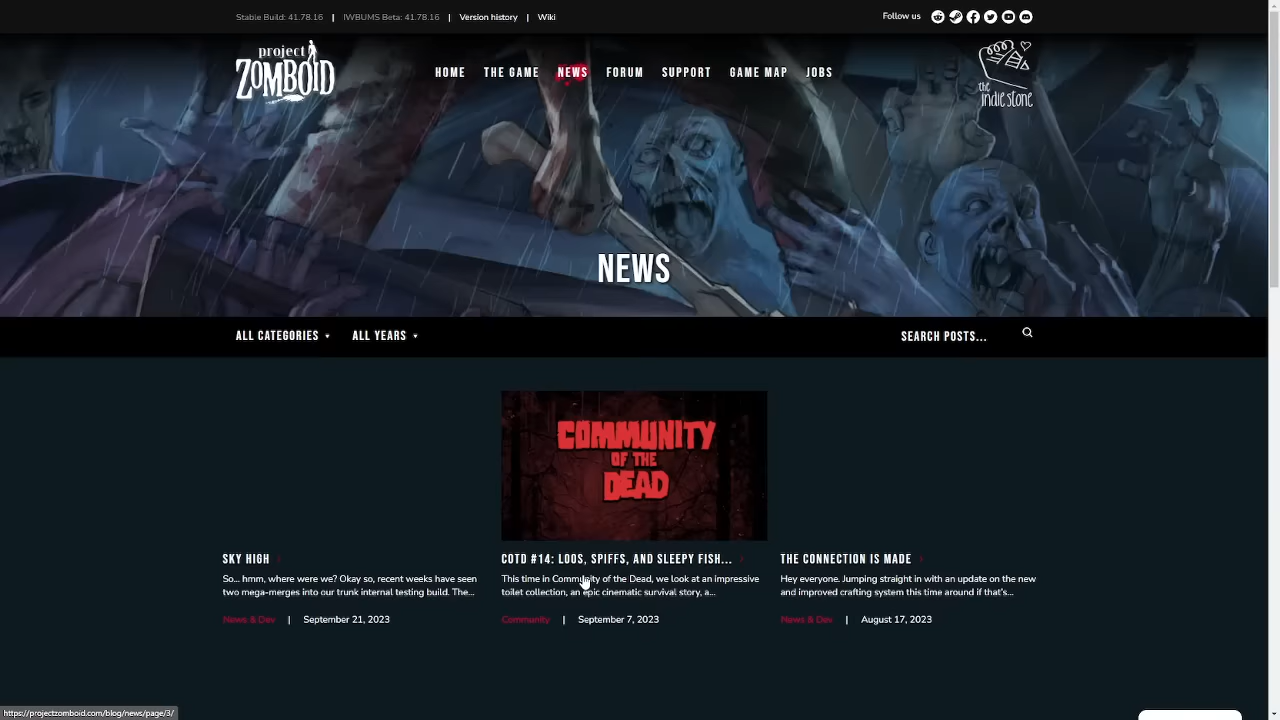 Stable Build: 41.78.16 | IWBUMS Beta: 41.78.16 | Version history | Wiki
Follow us
project ZOMBOID
HOME THE GAME NEWS FORUM SUPPORT GAME MAP JOBS
the indie stone
NEWS
ALL CATEGORIES ALL YEARS
SEARCH POSTS...
COMMUNITY
OF THE
DEAD
SKY HIGH
So... hmm, where were we? Okay so, recent weeks have seen
two mega-merges into our trunk internal testing build. The...
News & Dev | September 21, 2023
COTD #14: LOOS, SPIFFS, AND SLEEPY FISH...
This time in Community of the Dead, we look at an impressive
toilet collection, an epic cinematic survival story, a...
Community | September 7, 2023
THE CONNECTION IS MADE
Hey everyone. Jumping straight in with an update on the new
and improved crafting system this time around if that's...
News & Dev | August 17, 2023
https://projectzomboid.com/blog/news/page/3/